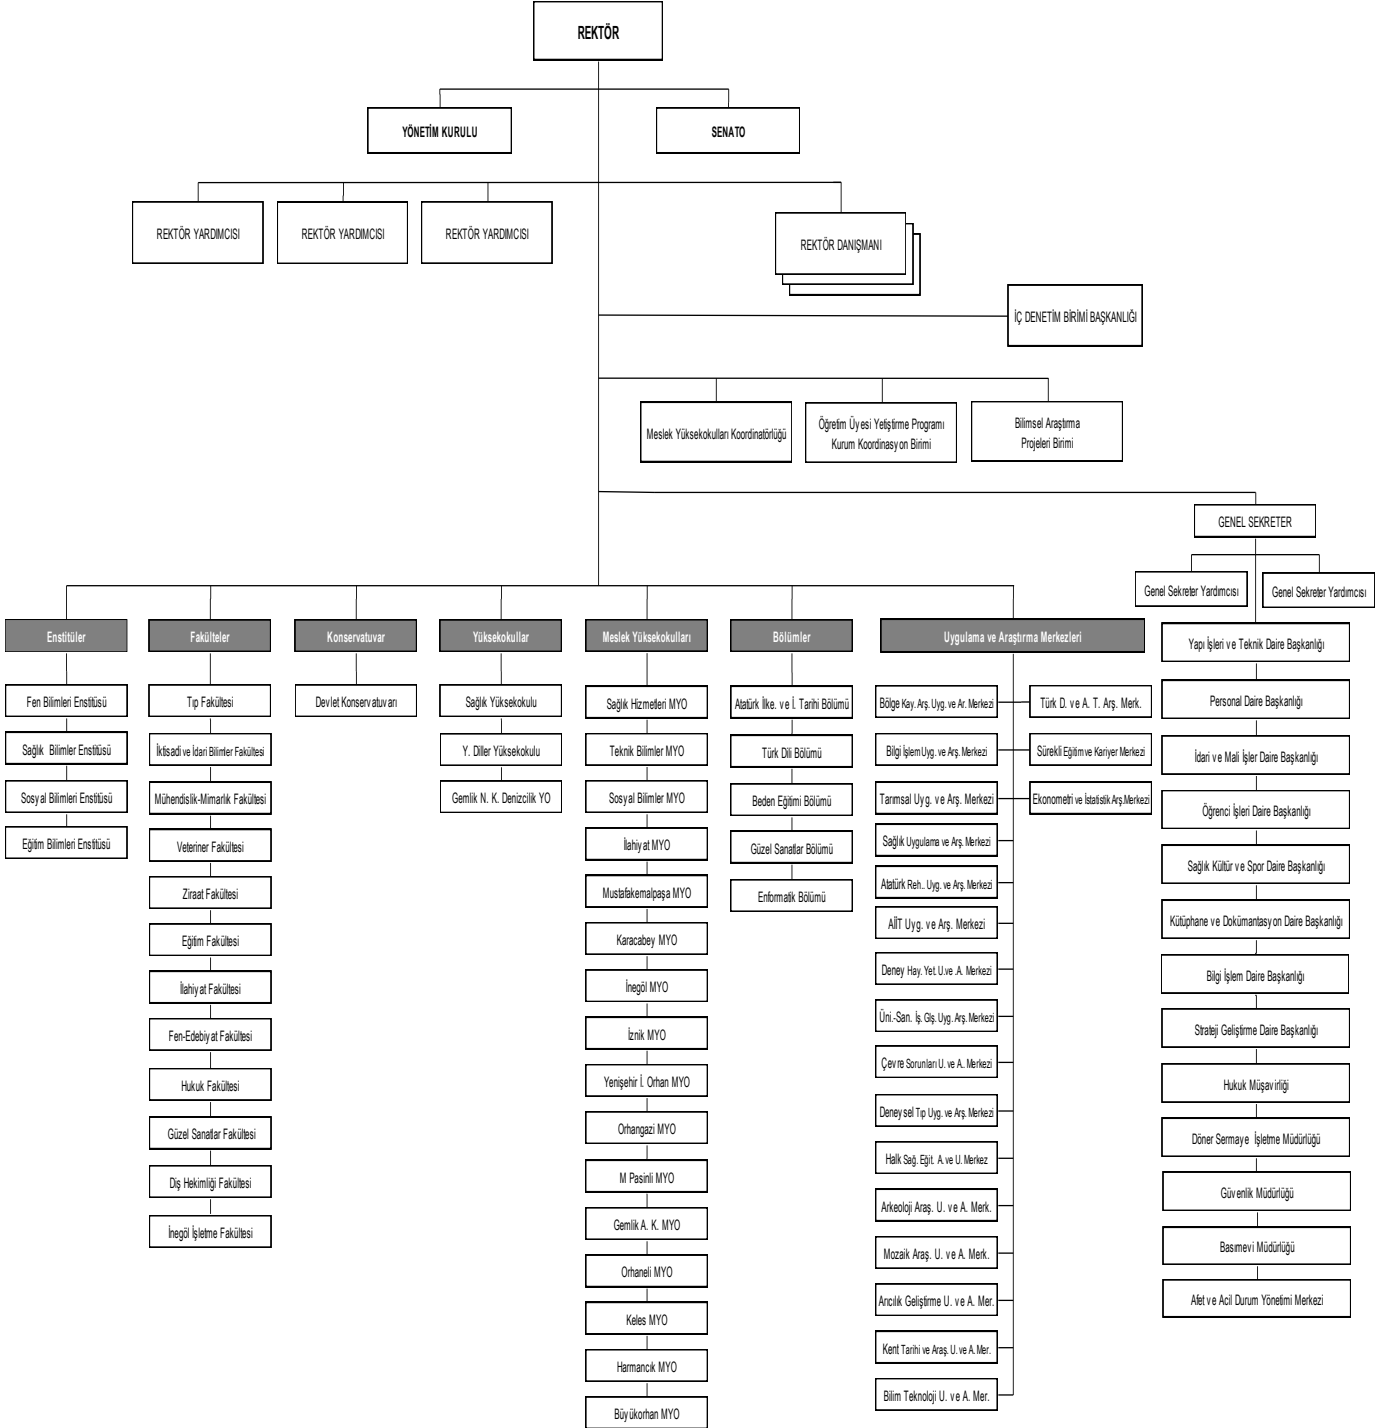 REKTÖR
YÖNETİM KURULU
SENATO
REKTÖR YARDIMCISI
REKTÖR YARDIMCISI
REKTÖR YARDIMCISI
REKTÖR DANIŞMANI
İÇ DENETİM BİRİMİ BAŞKANLIĞI
Meslek Yüksekokulları Koordinatörlüğü
Öğretim Üyesi Yetiştirme Programı
Kurum Koordinasyon Birimi
Bilimsel Araştırma
Projeleri Birimi
GENEL SEKRETER
Genel Sekreter Yardımcısı
Genel Sekreter Yardımcısı
Enstitüler
Fen Bilimleri Enstitüsü
Sağlık Bilimler Enstitüsü
Sosyal Bilimleri Enstitüsü
Eğitim Bilimleri Enstitüsü
Fakülteler
Tıp Fakültesi
İktisadi ve İdari Bilimler Fakültesi
Mühendislik-Mimarlık Fakültesi
Veteriner Fakültesi
Ziraat Fakültesi
Eğitim Fakültesi
İlahiyat Fakültesi
Fen-Edebiyat Fakültesi
Hukuk Fakültesi
Güzel Sanatlar Fakültesi
Diş Hekimliği Fakültesi
İnegöl İşletme Fakültesi
Konservatuvar
Devlet Konservatuvarı
Yüksekokullar
Sağlık Yüksekokulu
Y. Diller Yüksekokulu
Gemlik N. K. Denizcilik YO
Meslek Yüksekokulları
Sağlık Hizmetleri MYO
Teknik Bilimler MYO
Sosyal Bilimler MYO
İlahiyat MYO
Mustafakemalpaşa MYO
Karacabey MYO
İnegöl MYO
İznik MYO
Yenişehir İ. Orhan MYO
Orhangazi MYO
M Pasinli MYO
Gemlik A. K. MYO
Orhaneli MYO
Keles MYO
Harmancık MYO
Büyükorhan MYO
Bölümler
Atatürk İlke. ve İ. Tarihi Bölümü
Türk Dili Bölümü
Beden Eğitimi Bölümü
Güzel Sanatlar Bölümü
Enformatik Bölümü
Uygulama ve Araştırma Merkezleri
Bölge Kay. Arş. Uyg. ve Ar. Merkezi
Bilgi İşlem Uyg. ve Arş. Merkezi
Tarımsal Uyg. ve Arş. Merkezi
Sağlık Uygulama ve Arş. Merkezi
Atatürk Reh.. Uyg. ve Arş. Merkezi
AİİT Uyg. ve Arş. Merkezi
Deney Hay. Yet. U.ve .A. Merkezi
Üni.-San. İş. Glş. Uyg. Arş. Merkezi
Çevre Sorunları U. ve A.. Merkezi
Deneysel Tıp Uyg. ve Arş. Merkezi
Halk Sağ. Eğit. A. ve U. Merkez
Arkeoloji Araş. U. ve A. Merk.
Mozaik Araş. U. ve A. Merk.
Arıcılık Geliştirme U. ve A. Mer.
Kent Tarihi ve Araş. U. ve A. Mer.
Bilim Teknoloji U. ve A. Mer.
Türk D. ve A. T. Arş. Merk.
Sürekli Eğitim ve Kariyer Merkezi
Ekonometri ve İstatistik Arş.Merkezi
Yapı İşleri ve Teknik Daire Başkanlığı
Personal Daire Başkanlığı
İdari ve Mali İşler Daire Başkanlığı
Öğrenci İşleri Daire Başkanlığı
Sağlık Kültür ve Spor Daire Başkanlığı
Kütüphane ve Dokümantasyon Daire Başkanlığı
Bilgi İşlem Daire Başkanlığı
Strateji Geliştirme Daire Başkanlığı
Hukuk Müşavirliği
Döner Sermaye İşletme Müdürlüğü
Güvenlik Müdürlüğü
Basımevi Müdürlüğü
Afet ve Acil Durum Yönetimi Merkezi